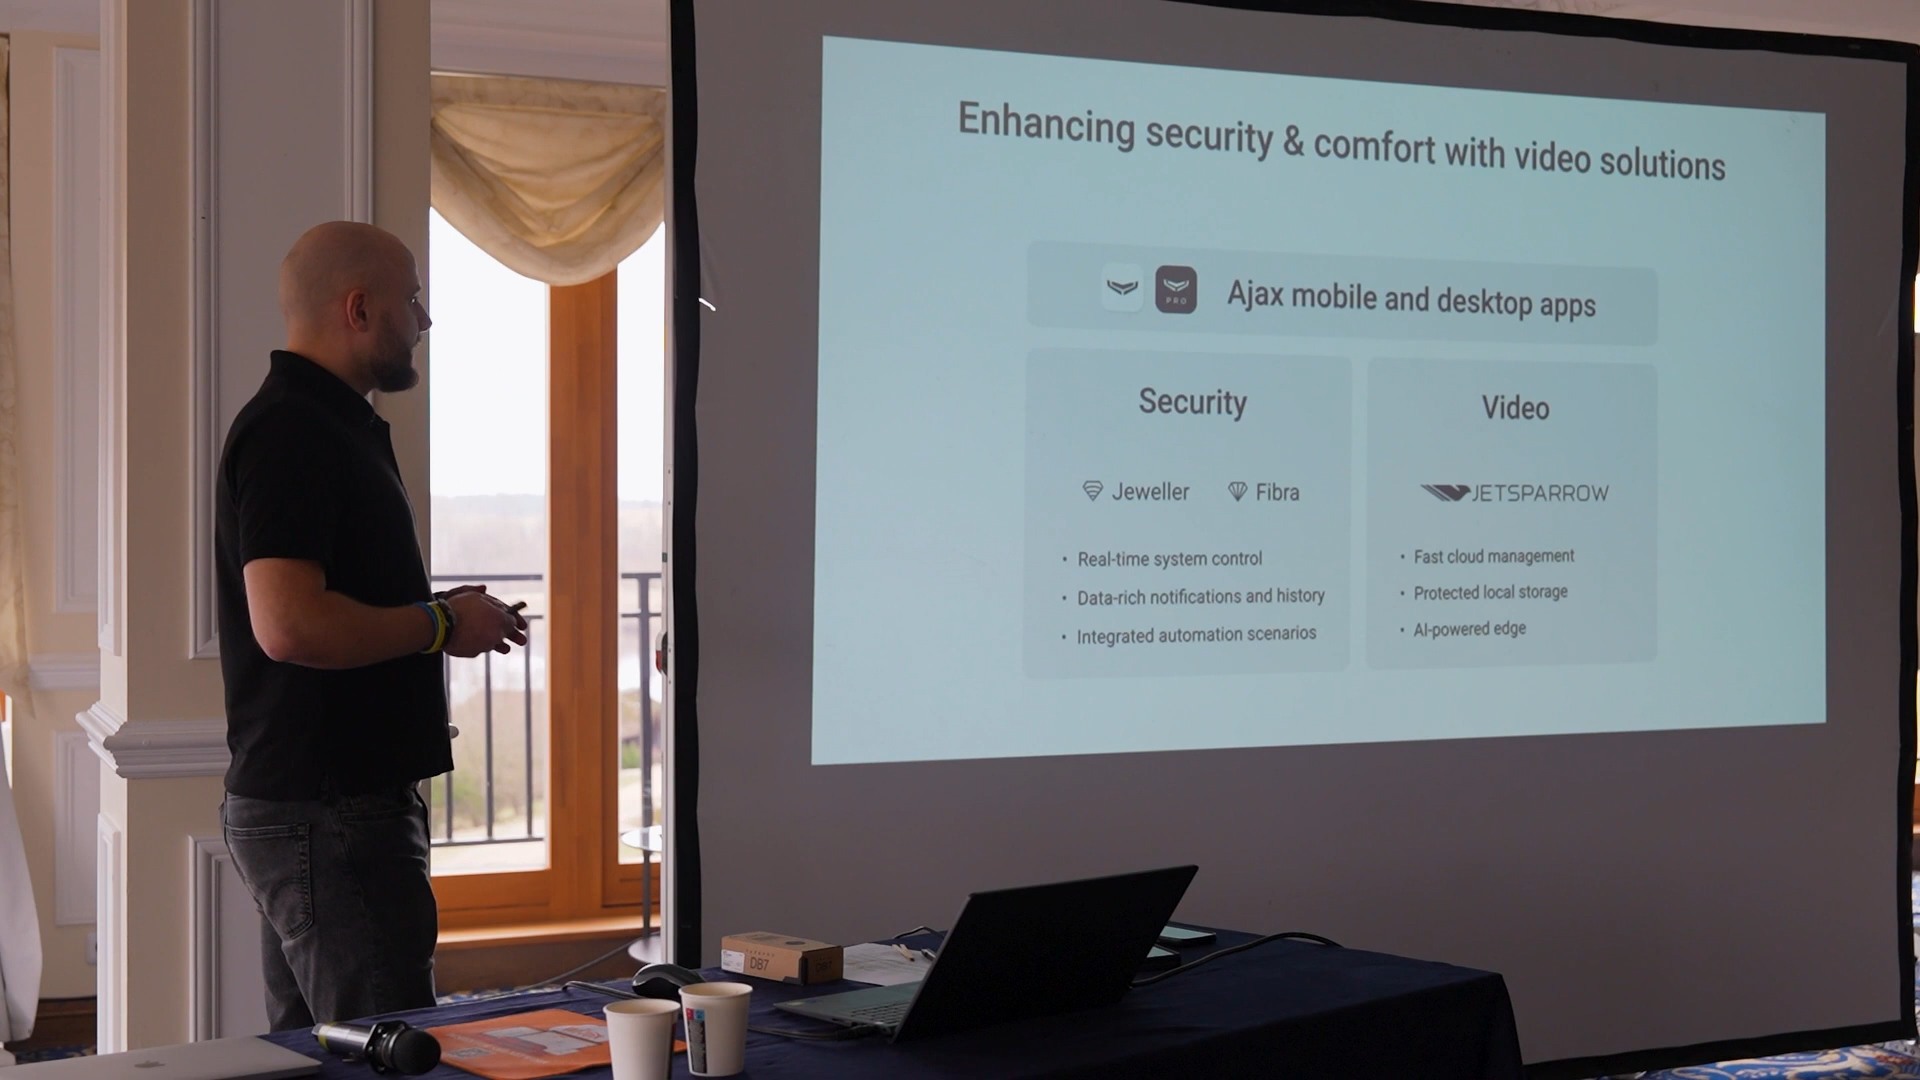 Enhancing security & comfort with video solutions
PRO
Ajax mobile and desktop apps
Security
Jeweller
Fibra
• Real-time system control
• Data-rich notifications and history
• Integrated automation scenarios
Video
JETSPARROW
• Fast cloud management
• Protected local storage
• AI-powered edge
DB7